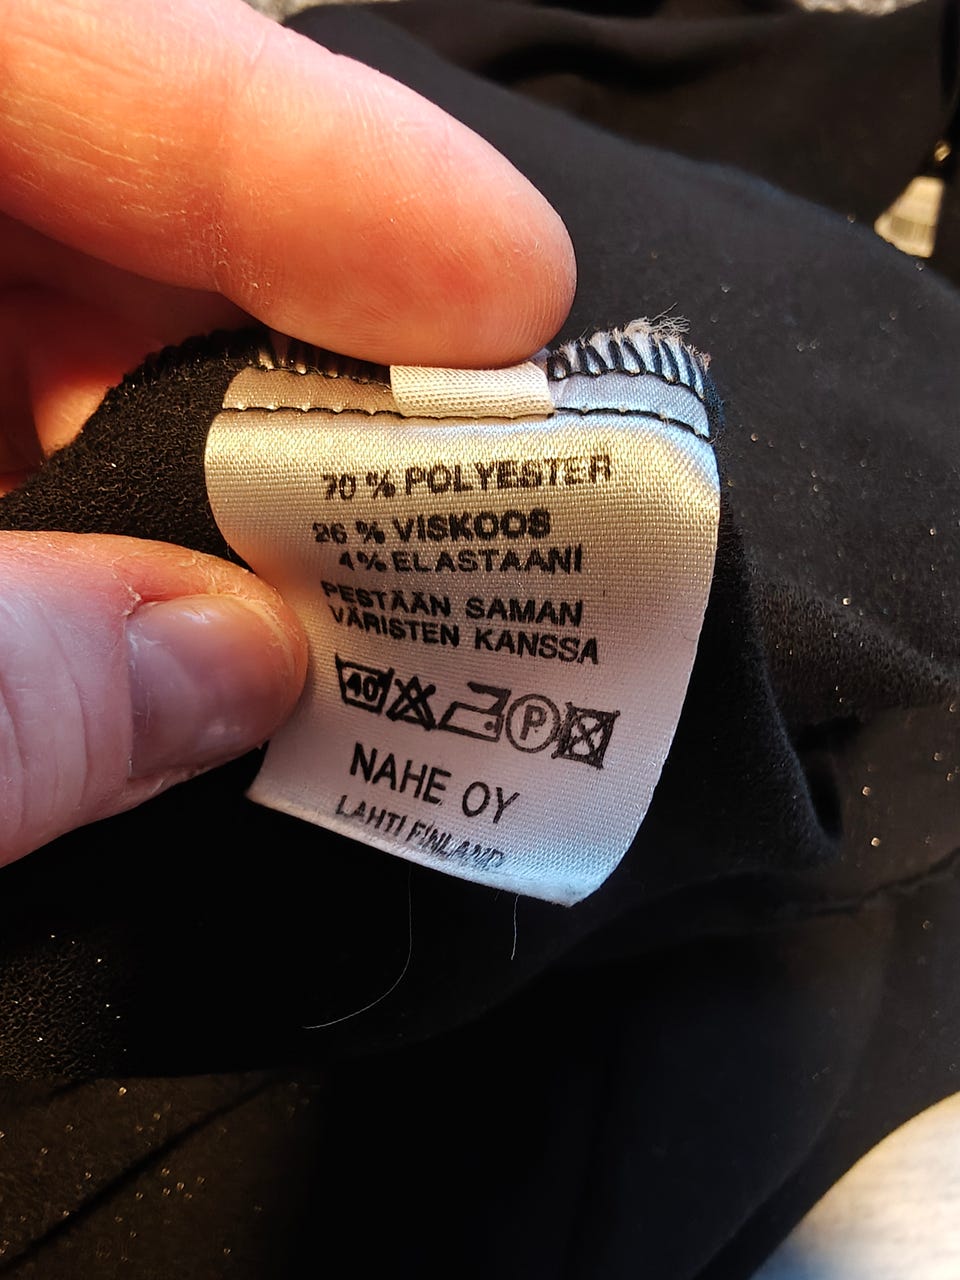 70 % POLYESTER
26 % VISKOOS
4% ELASTAANI
PESTÄÄN SAMAN
VÄRISTEN KANSSA
40 P
NAHE OY
LAHTI FINLAND